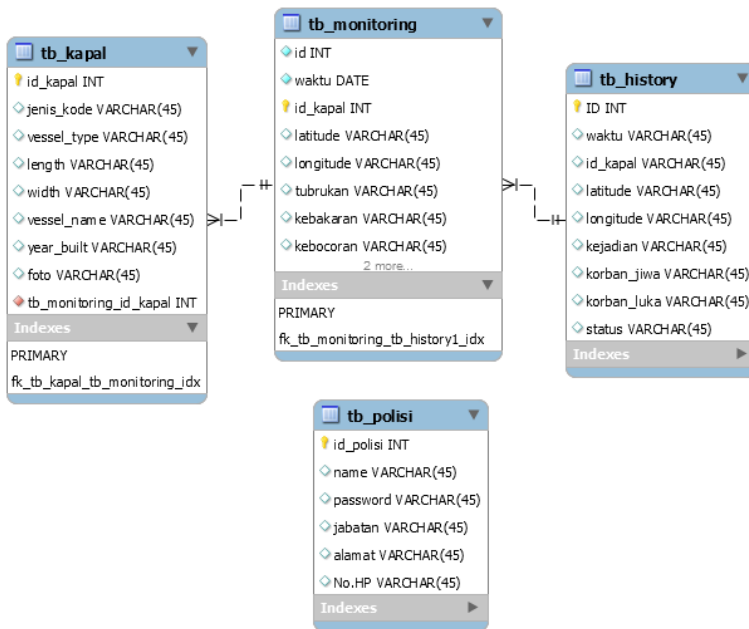 tb_kapal
id_kapal INT
jenis_kode VARCHAR(45)
vessel_type VARCHAR(45)
length VARCHAR(45)
width VARCHAR(45)
vessel_name VARCHAR(45)
year_built VARCHAR(45)
foto VARCHAR(45)
tb_monitoring_id_kapal INT
Indexes
PRIMARY
fk_tb_kapal_tb_monitoring_idx
tb_monitoring
id INT
waktu DATE
id_kapal INT
latitude VARCHAR(45)
longitude VARCHAR(45)
tubrukan VARCHAR(45)
kebakaran VARCHAR(45)
kebocoran VARCHAR(45)
2 more...
Indexes
PRIMARY
fk_tb_monitoring_tb_history1_idx
tb_history
ID INT
waktu VARCHAR(45)
id_kapal VARCHAR(45)
latitude VARCHAR(45)
longitude VARCHAR(45)
kejadian VARCHAR(45)
korban_jiwa VARCHAR(45)
korban_luka VARCHAR(45)
status VARCHAR(45)
Indexes
tb_polisi
id_polisi INT
name VARCHAR(45)
password VARCHAR(45)
jabatan VARCHAR(45)
alamat VARCHAR(45)
No.HP VARCHAR(45)
Indexes